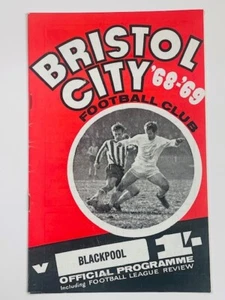 BRISTOL
CITY '68-'69
FOOTBALL CLUB
v BLACKPOOL 1/-
OFFICIAL PROGRAMME
Including FOOTBALL LEAGUE REVIEW